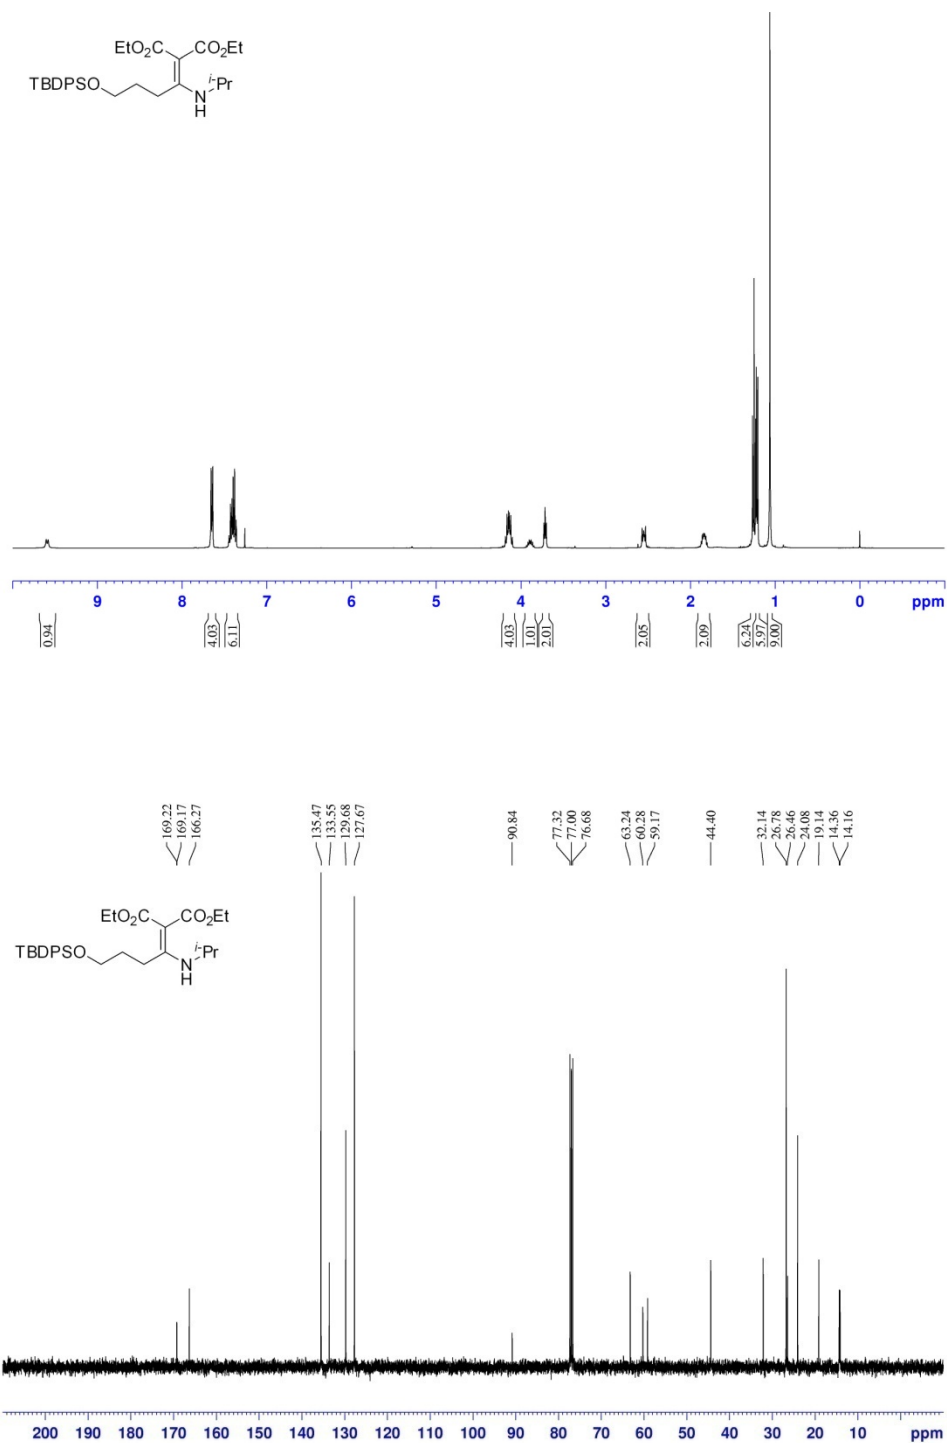 EtO2C CO2Et
TBDPSO
i-Pr
N
H
9 8 7 6 5 4 3 2 1 0 ppm
0.94 4.03 6.11 4.03 1.01 2.01 2.05 2.09 6.24 5.97 9.00
169.22 169.17 166.27 135.47 133.55 129.68 127.67 90.84 77.32 77.00 76.68 63.24 60.28 59.17 44.40 32.14 26.78 26.46 24.08 19.14 14.36 14.16
EtO2C CO2Et
TBDPSO
i-Pr
N
H
200 190 180 170 160 150 140 130 120 110 100 90 80 70 60 50 40 30 20 10 ppm